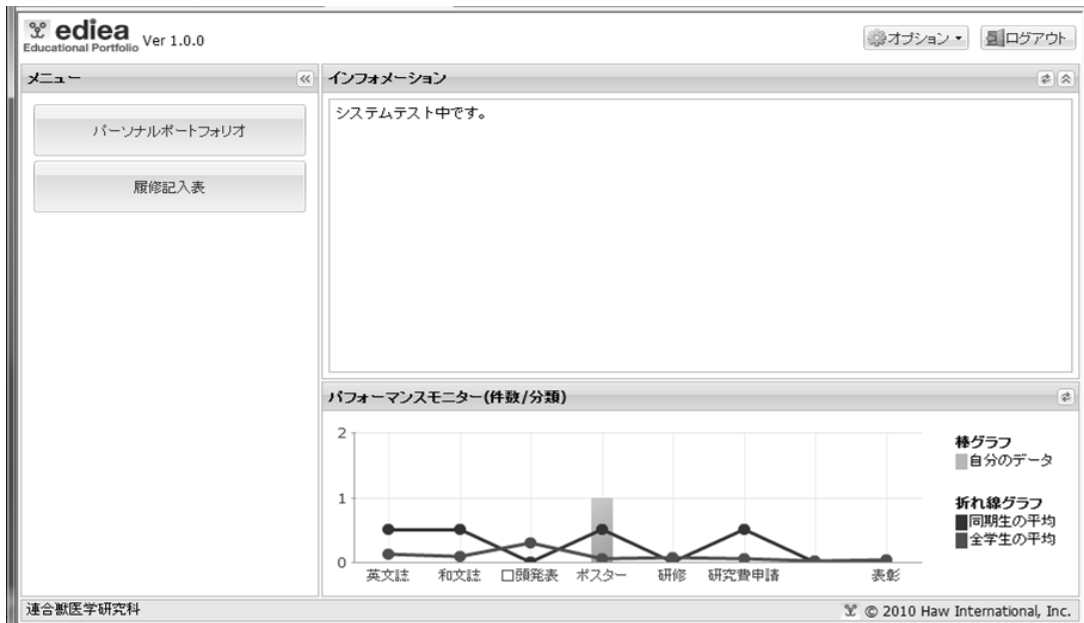 ediea
Educational Portfolio Ver 1.0.0
オプション
ログアウト
メニュー
パーソナルポートフォリオ
履修記入表
インフォメーション
システムテスト中です。
パフォーマンスモニター(件数/分類)
2
1
0
英文誌 和文誌 口頭発表 ポスター 研修 研究費申請 表彰
棒グラフ
自分のデータ
折れ線グラフ
同期生の平均
全学生の平均
連合獣医学研究科
© 2010 Haw International, Inc.